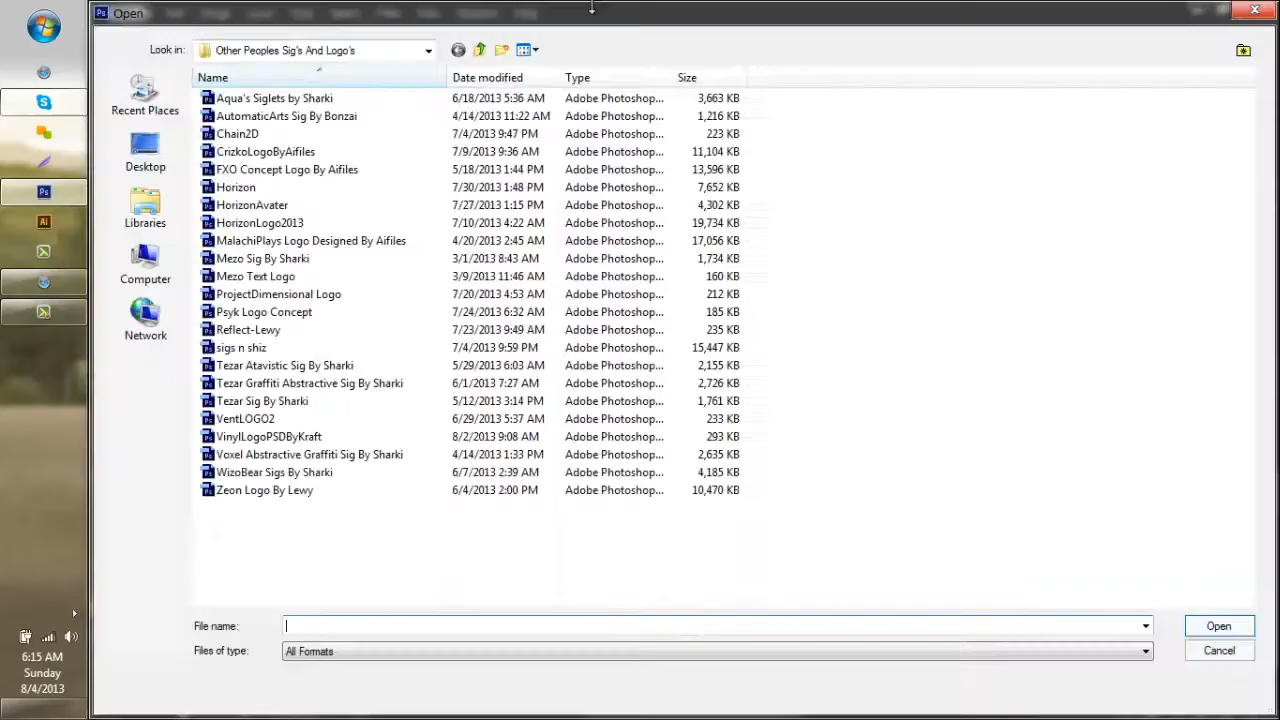 Open
Look in: Other Peoples Sig's And Logo's
Name Date modified Type Size
Aqua's Siglets by Sharki 6/18/2013 5:36 AM Adobe Photoshop... 3,663 KB
AutomaticArts Sig By Bonzai 4/14/2013 11:22 AM Adobe Photoshop... 1,216 KB
Chain2D 7/4/2013 9:47 PM Adobe Photoshop... 223 KB
CrizkoLogoByAifiles 7/9/2013 9:36 AM Adobe Photoshop... 11,104 KB
FXO Concept Logo By Aifiles 5/18/2013 1:44 PM Adobe Photoshop... 13,596 KB
Horizon 7/30/2013 1:48 PM Adobe Photoshop... 7,652 KB
HorizonAvater 7/27/2013 1:15 PM Adobe Photoshop... 4,302 KB
HorizonLogo2013 7/10/2013 4:22 AM Adobe Photoshop... 19,734 KB
MalachiPlays Logo Designed By Aifiles 4/20/2013 2:45 AM Adobe Photoshop... 17,056 KB
Mezo Sig By Sharki 3/1/2013 8:43 AM Adobe Photoshop... 1,734 KB
Mezo Text Logo 3/9/2013 11:46 AM Adobe Photoshop... 160 KB
ProjectDimensional Logo 7/20/2013 4:53 AM Adobe Photoshop... 212 KB
Psyk Logo Concept 7/24/2013 6:32 AM Adobe Photoshop... 185 KB
Reflect-Lewy 7/23/2013 9:49 AM Adobe Photoshop... 235 KB
sigs n shiz 7/4/2013 9:59 PM Adobe Photoshop... 15,447 KB
Tezar Atavistic Sig By Sharki 5/29/2013 6:03 AM Adobe Photoshop... 2,155 KB
Tezar Graffiti Abstractive Sig By Sharki 6/1/2013 7:27 AM Adobe Photoshop... 2,726 KB
Tezar Sig By Sharki 5/12/2013 3:14 PM Adobe Photoshop... 1,761 KB
VentLOGO2 6/29/2013 5:37 AM Adobe Photoshop... 233 KB
VinylLogoPSDByKraft 8/2/2013 9:08 AM Adobe Photoshop... 293 KB
Voxel Abstractive Graffiti Sig By Sharki 4/14/2013 1:33 PM Adobe Photoshop... 2,635 KB
WizoBear Sigs By Sharki 6/7/2013 2:39 AM Adobe Photoshop... 4,185 KB
Zeon Logo By Lewy 6/4/2013 2:00 PM Adobe Photoshop... 10,470 KB
Recent Places
Desktop
Libraries
Computer
Network
File name: Open
Files of type: All Formats Cancel
6:15 AM
Sunday
8/4/2013
Ps
Ps
Ai